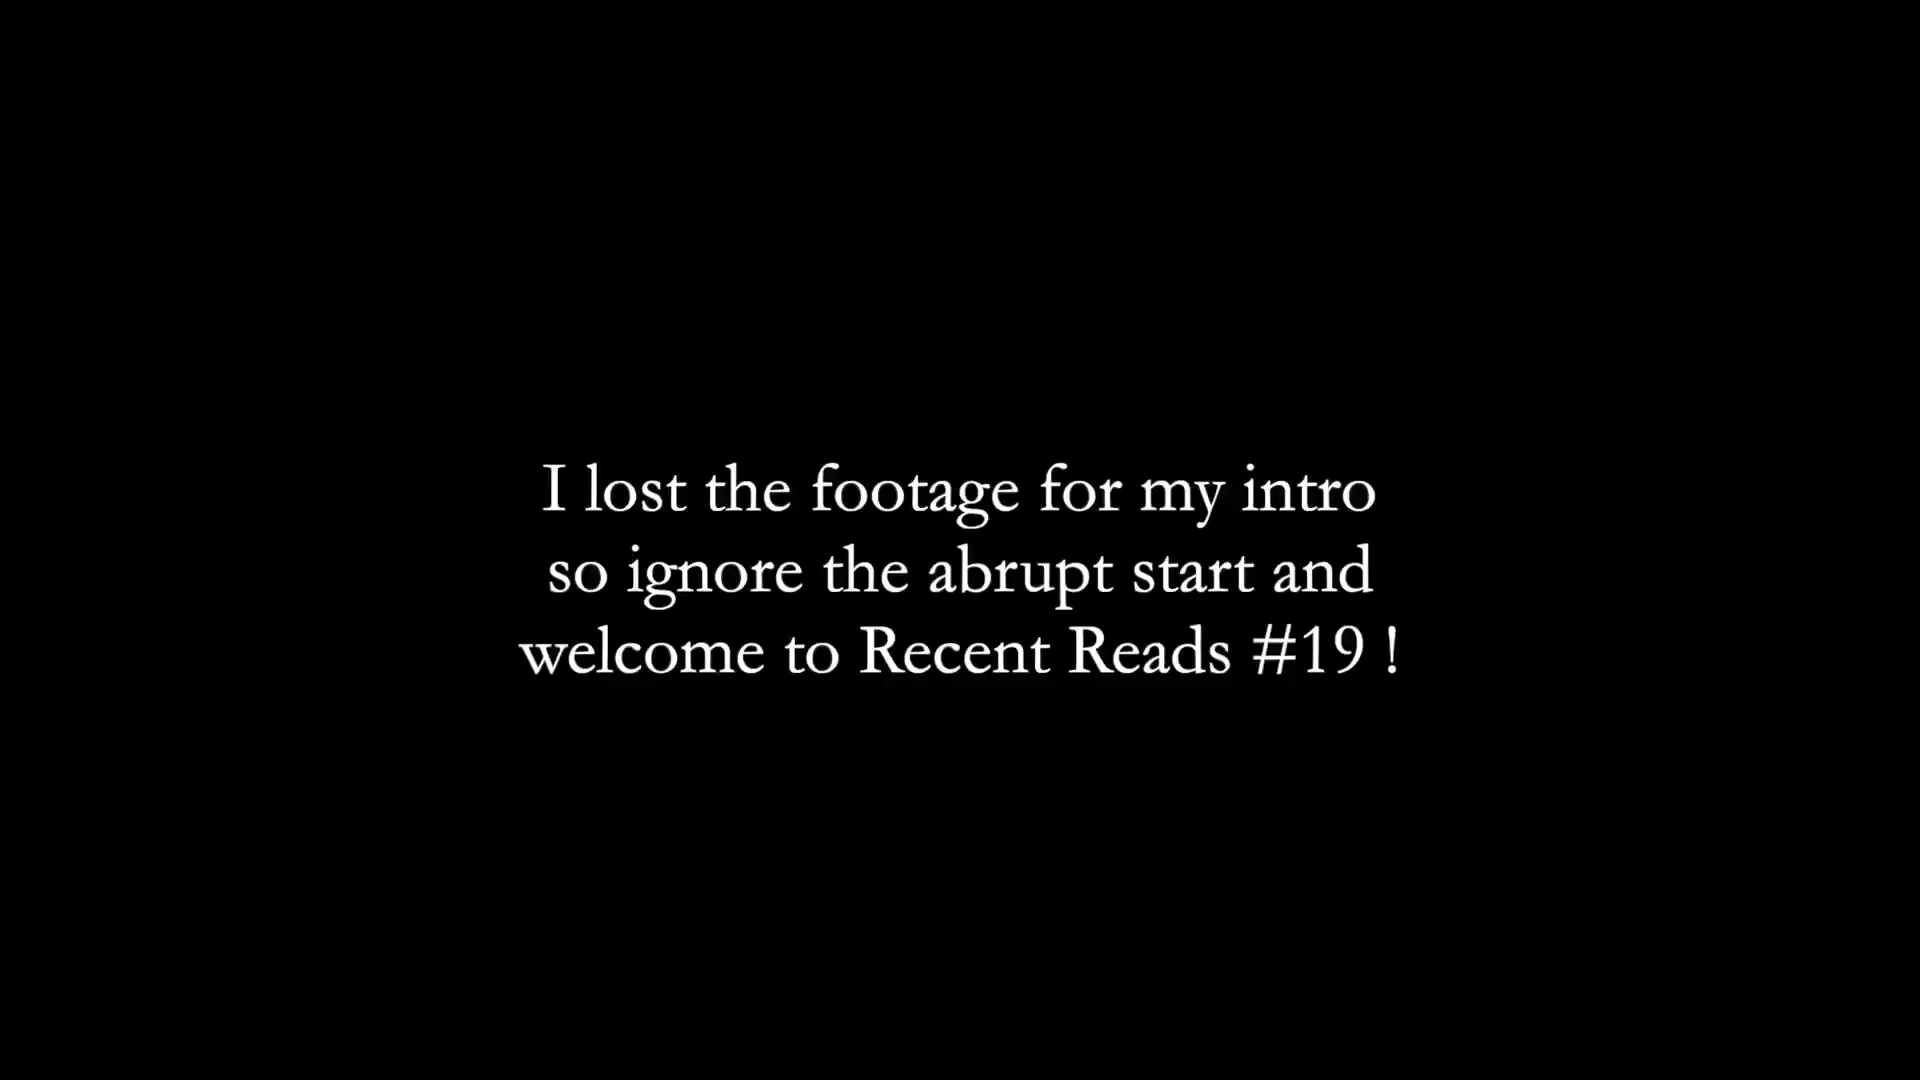 I lost the footage for my intro
so ignore the abrupt start and
welcome to Recent Reads #19 !